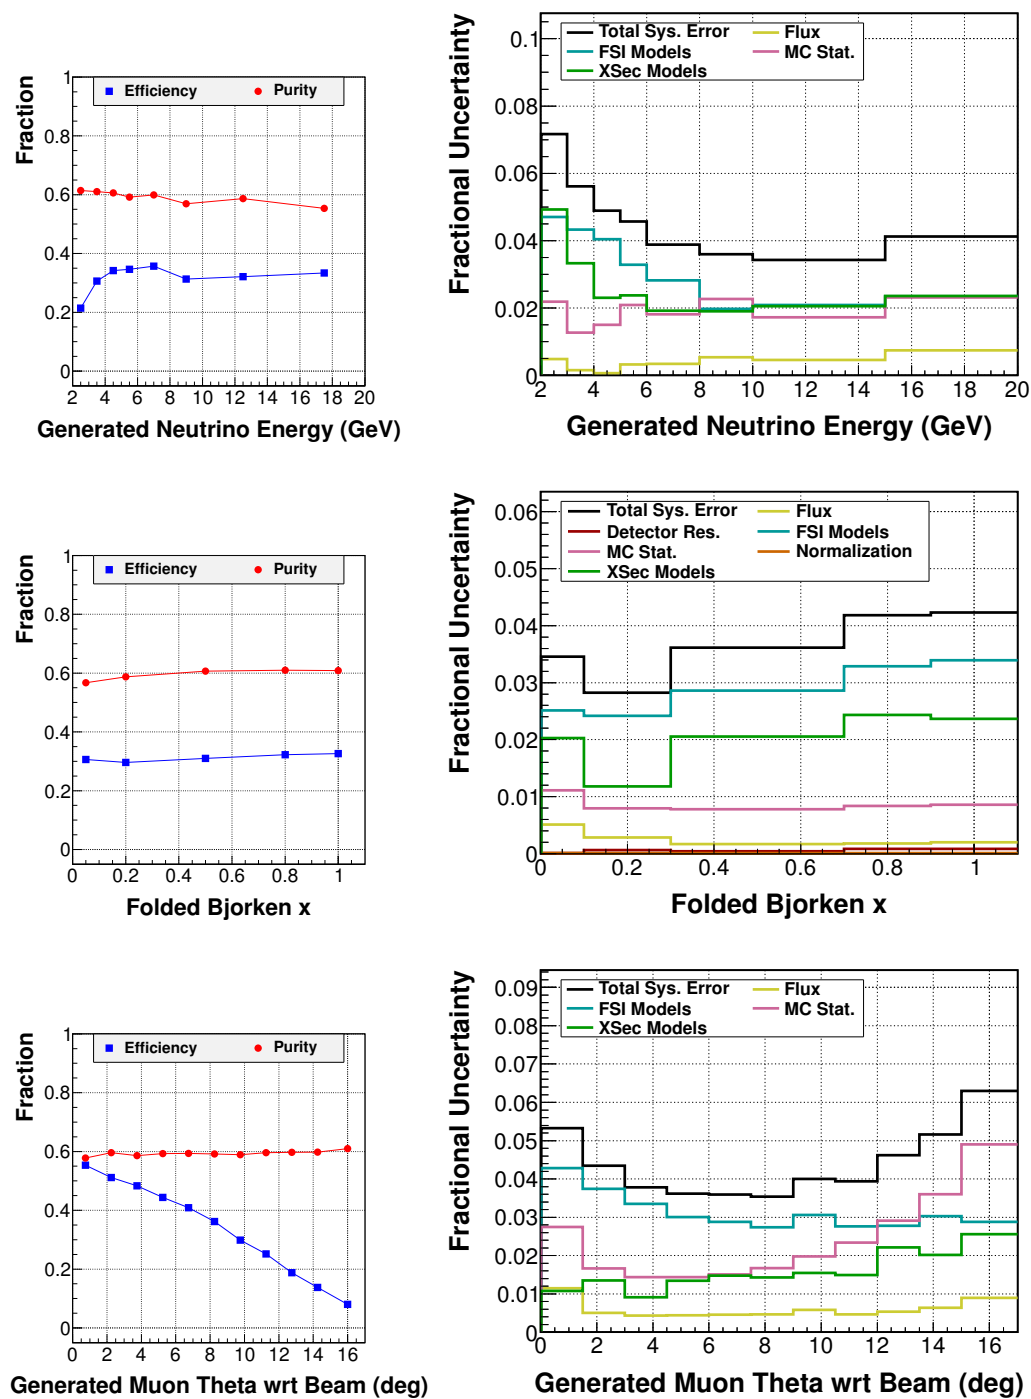 Fraction
Efficiency Purity
1
0.8
0.6
0.4
0.2
0
2 4 6 8 10 12 14 16 18 20
Generated Neutrino Energy (GeV)
Fractional Uncertainty
Total Sys. Error Flux
FSI Models MC Stat.
XSec Models
0.1
0.08
0.06
0.04
0.02
0
2 4 6 8 10 12 14 16 18 20
Generated Neutrino Energy (GeV)
Fraction
Efficiency Purity
1
0.8
0.6
0.4
0.2
0
0 0.2 0.4 0.6 0.8 1
Folded Bjorken x
Fractional Uncertainty
Total Sys. Error Flux
Detector Res. FSI Models
MC Stat. Normalization
XSec Models
0.06
0.05
0.04
0.03
0.02
0.01
0
0 0.2 0.4 0.6 0.8 1
Folded Bjorken x
Fraction
Efficiency Purity
1
0.8
0.6
0.4
0.2
0
0 2 4 6 8 10 12 14 16
Generated Muon Theta wrt Beam (deg)
Fractional Uncertainty
Total Sys. Error Flux
FSI Models MC Stat.
XSec Models
0.09
0.08
0.07
0.06
0.05
0.04
0.03
0.02
0.01
0
0 2 4 6 8 10 12 14 16
Generated Muon Theta wrt Beam (deg)